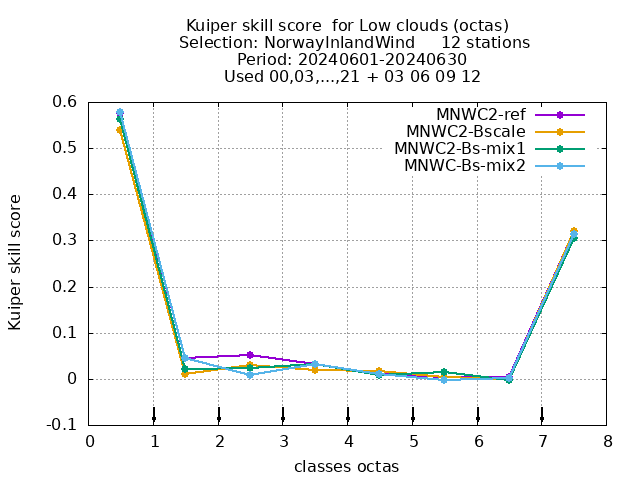 Kuiper skill score  for Low clouds (octas)
Selection: NorwayInlandWind     12 stations
Period: 20240601-20240630
Used 00,03,...,21 + 03 06 09 12
MNWC2-ref
MNWC2-Bscale
MNWC2-Bs-mix1
MNWC-Bs-mix2
Kuiper skill score
0.6
0.5
0.4
0.3
0.2
0.1
0
-0.1
0 1 2 3 4 5 6 7 8
classes octas